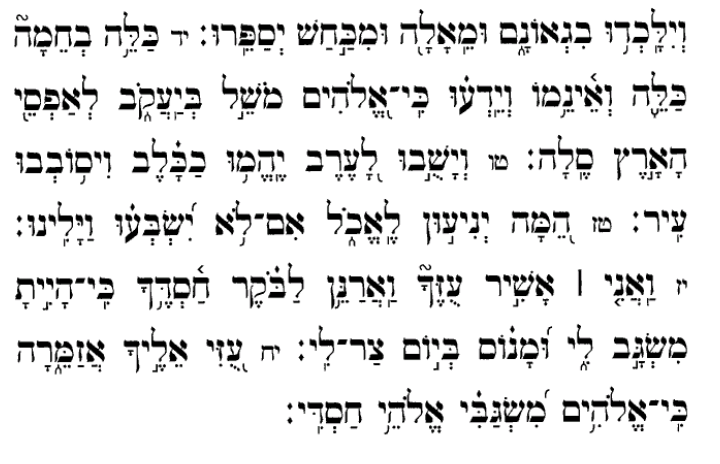 וְיִלָּכְד֥וּ בִגְאוֹנָ֑ם וּמֵאָלָ֖ה וּמִכַּ֣חַשׁ יְסַפֵּֽרוּ׃ יד כַּלֵּ֥ה בְחֵמָה֮
כַּלֵּ֪ה וְאֵ֫ינֵ֥מוֹ וְֽיֵדְע֗וּ כִּֽי־אֱ֭לֹהִים מֹשֵׁ֣ל בְּיַעֲקֹ֑ב לְאַפְסֵ֖י
הָאָ֣רֶץ סֶֽלָה׃ טו וְיָשֻׁ֣בוּ לָ֭עֶרֶב יֶהֱמ֥וּ כַכָּ֗לֶב וִיס֥וֹבְבוּ
עִֽיר׃ טז הֵ֭מָּה יְנִיע֣וּן לֶאֱכֹ֑ל אִם־לֹ֥א יִ֝שְׂבְּע֗וּ וַיָּלִֽינוּ׃
יז וַאֲנִ֤י ׀ אָשִׁ֣יר עֻזֶּךָ֮ וַאֲרַנֵּ֥ן לַבֹּ֗קֶר חַ֫סְדֶּ֥ךָ כִּֽי־הָיִ֣יתָ
מִשְׂגָּ֣ב לִ֑י וּ֝מָנ֗וֹס בְּי֣וֹם צַר־לִֽי׃ יח עֻ֭זִּי אֵלֶ֣יךָ אֲזַמֵּ֑רָה
כִּֽי־אֱלֹהִ֥ים מִ֝שְׂגַּבִּ֗י אֱלֹהֵ֥י חַסְדִּֽי׃